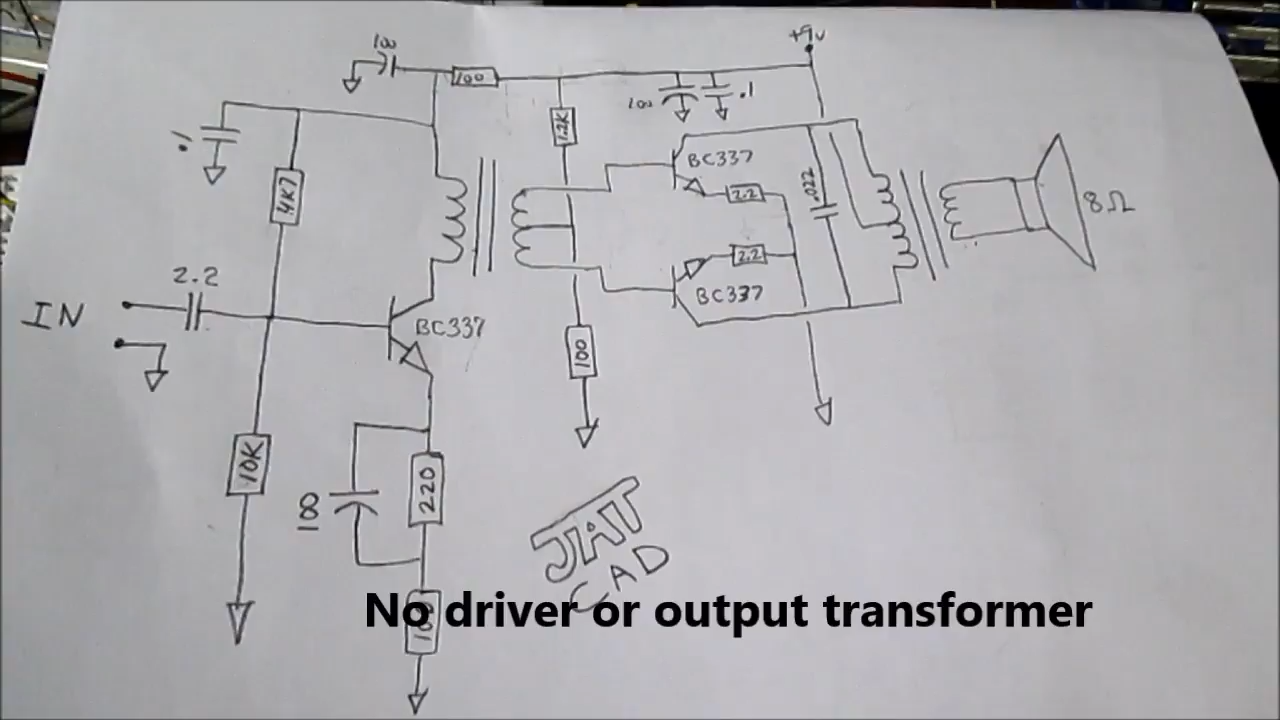 100
100
+9v
100
.1
.1
1.2K
BC337
4K7
2.2
.022
8Ω
2.2
2.2
BC337
IN
BC337
100
10K
220
100
JAT
CAD
No driver or output transformer